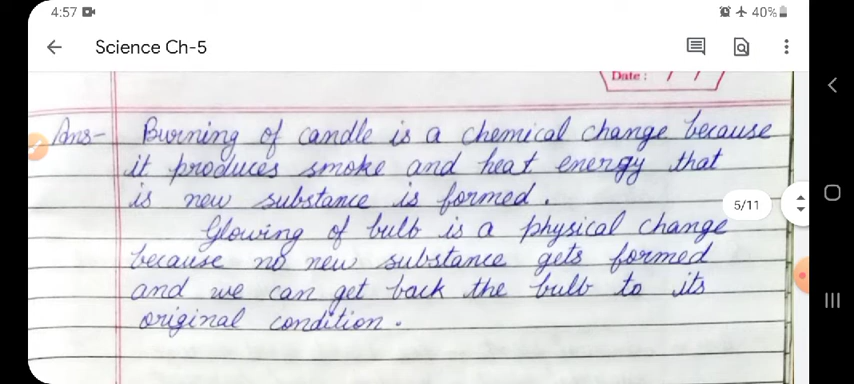 4:57
40%
Science Ch-5
Date: / /
Ans- Burning of candle is a chemical change because
it produces smoke and heat energy that
is new substance is formed.
5/11
Glowing of bulb is a physical change
because no new substance gets formed
and we can get back the bulb to its
original condition.